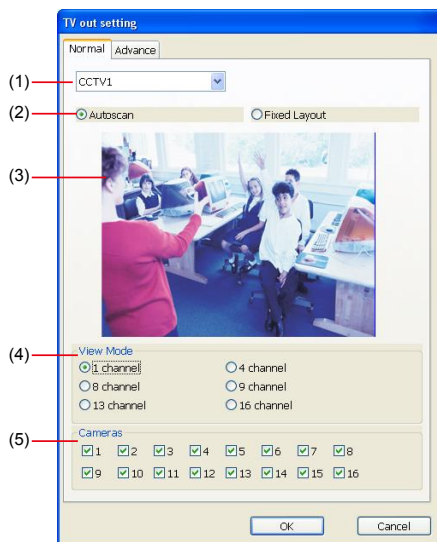 TV out setting
Normal Advance
(1) CCTV1
(2) Autoscan Fixed Layout
(3)
(4) View Mode
1 channel 4 channel
8 channel 9 channel
13 channel 16 channel
(5) Cameras
1 2 3 4 5 6 7 8
9 10 11 12 13 14 15 16
OK Cancel